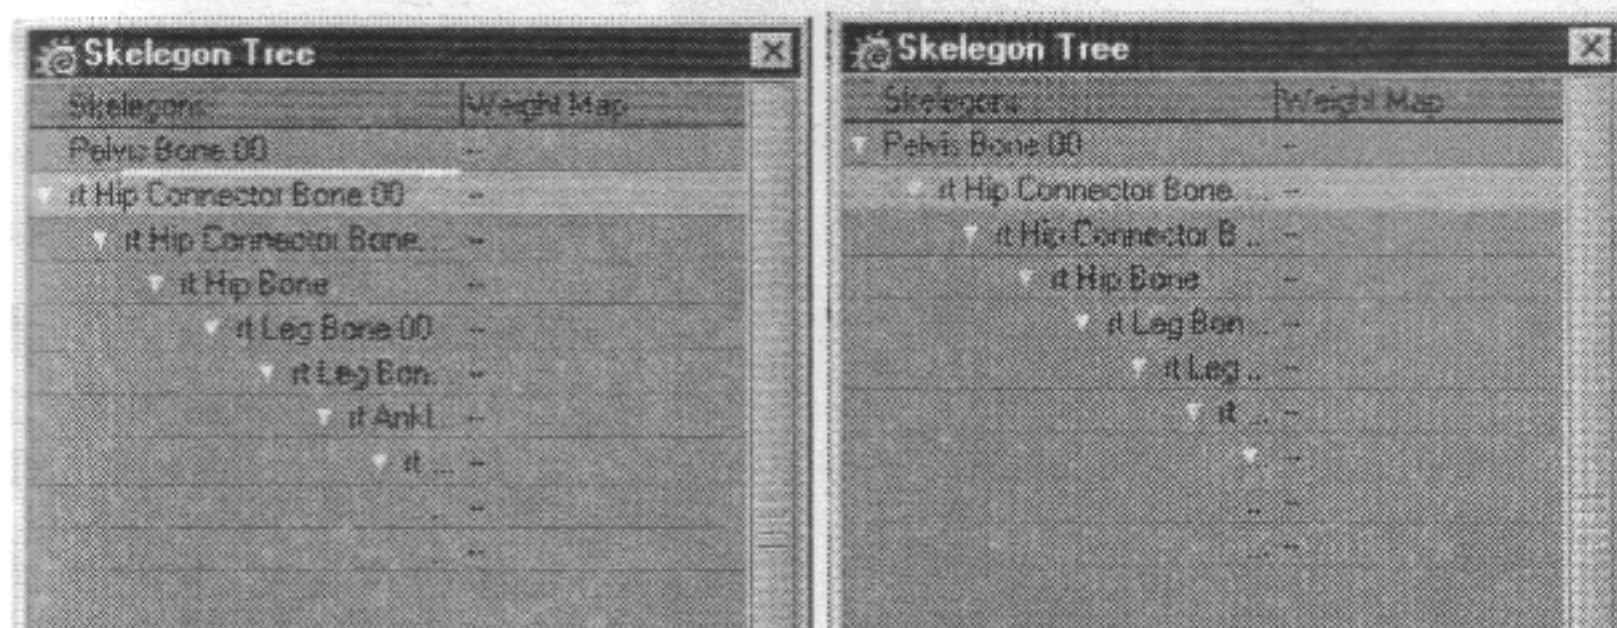 Skelegon Tree
Skelegons Weight Map
Pelvis Bone.00 --
rt Hip Connector Bone.00 --
rt Hip Connector Bone... --
rt Hip Bone --
rt Leg Bone.00 --
rt Leg Bon... --
rt Ankl... --
rt ... --
.. --
... --
Skelegon Tree
Skelegons Weight Map
Pelvis Bone.00 --
rt Hip Connector Bone.... --
rt Hip Connector B... --
rt Hip Bone --
rt Leg Bon... --
rt Leg ... --
rt ... --
. --
.. --
... --